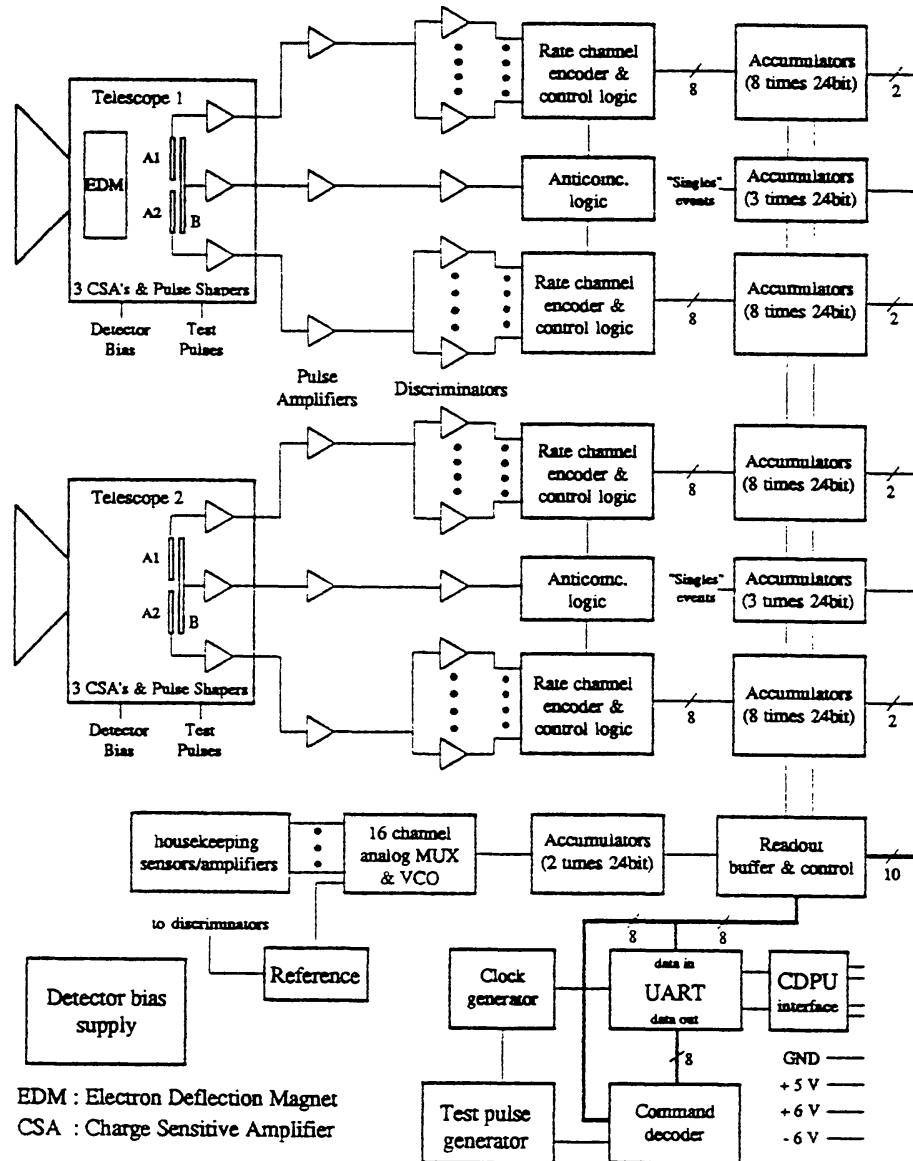 Telescope 1
EDM
A1
A2
B
3 CSA's & Pulse Shapers
Detector Bias
Test Pulses
Rate channel
encoder &
control logic
8
Accumulators
(8 times 24bit)
2
Anticoinc.
logic
"Singles"
events
Accumulators
(3 times 24bit)
Rate channel
encoder &
control logic
8
Accumulators
(8 times 24bit)
2
Pulse
Amplifiers
Discriminators
Telescope 2
A1
A2
B
3 CSA's & Pulse Shapers
Detector Bias
Test Pulses
Rate channel
encoder &
control logic
8
Accumulators
(8 times 24bit)
2
Anticoinc.
logic
"Singles"
events
Accumulators
(3 times 24bit)
Rate channel
encoder &
control logic
8
Accumulators
(8 times 24bit)
2
housekeeping
sensors/amplifiers
16 channel
analog MUX
& VCO
Accumulators
(2 times 24bit)
Readout
buffer & control
10
to discriminators
Reference
8
8
Detector bias
supply
Clock
generator
data in
UART
data out
CDPU
interface
8
GND
+ 5 V
+ 6 V
- 6 V
Test pulse
generator
Command
decoder
EDM : Electron Deflection Magnet
CSA : Charge Sensitive Amplifier